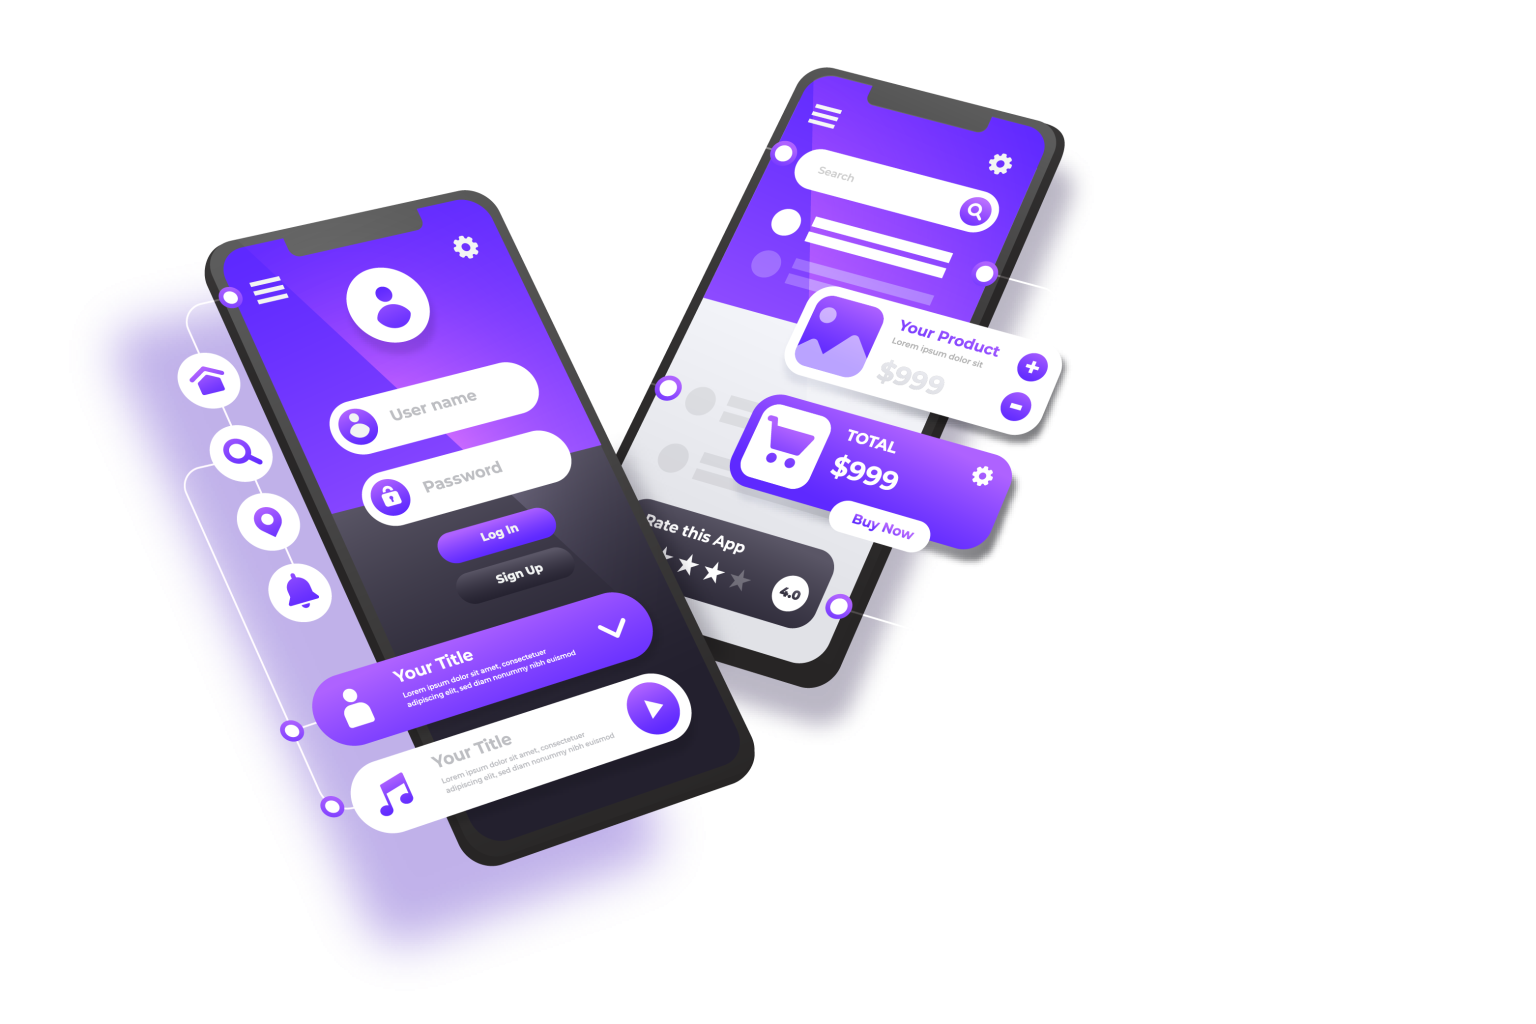 User name
Password
Log In
Sign Up
Your Title
Lorem ipsum dolor sit amet, consectetuer
adipiscing elit, sed diam nonummy nibh euismod
Your Title
Lorem ipsum dolor sit amet, consectetuer
adipiscing elit, sed diam nonummy nibh euismod
Search
Your Product
Lorem ipsum dolor sit
$999
TOTAL
$999
Buy Now
Rate this App
4.0